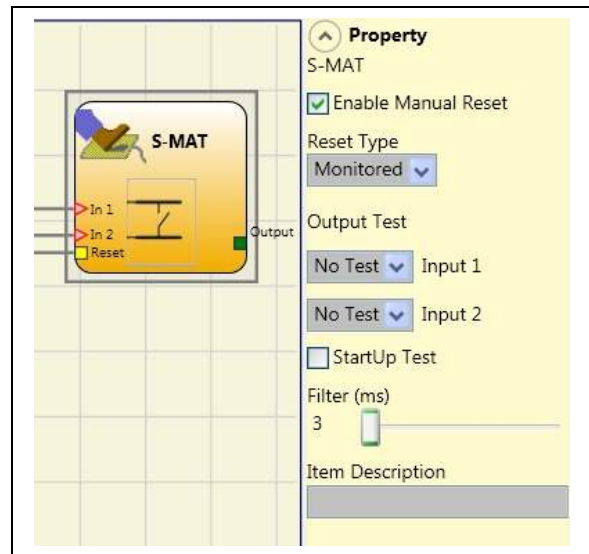 S-MAT
In 1
In 2
Reset
Output
Property
S-MAT
Enable Manual Reset
Reset Type
Monitored
Output Test
No Test Input 1
No Test Input 2
StartUp Test
Filter (ms)
3
Item Description